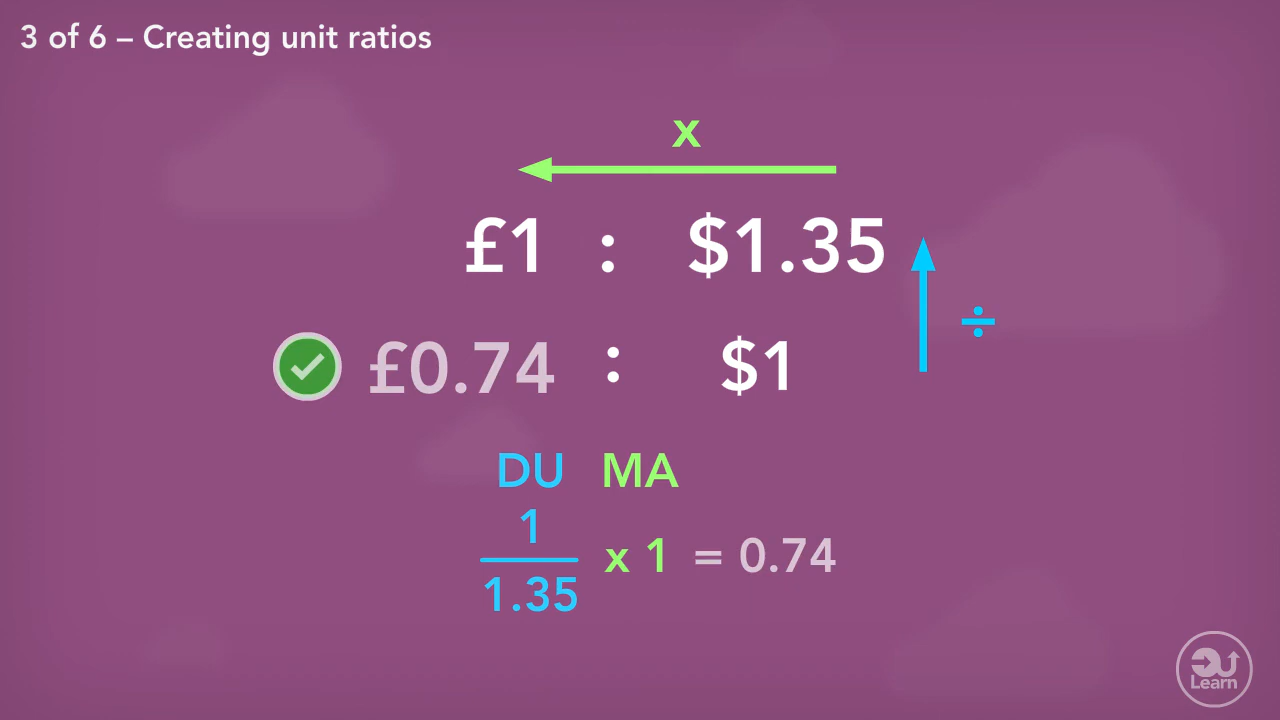 3 of 6 – Creating unit ratios
x
£1 : $1.35
÷
£0.74 : $1
DU MA
1
x 1 = 0.74
1.35
Learn